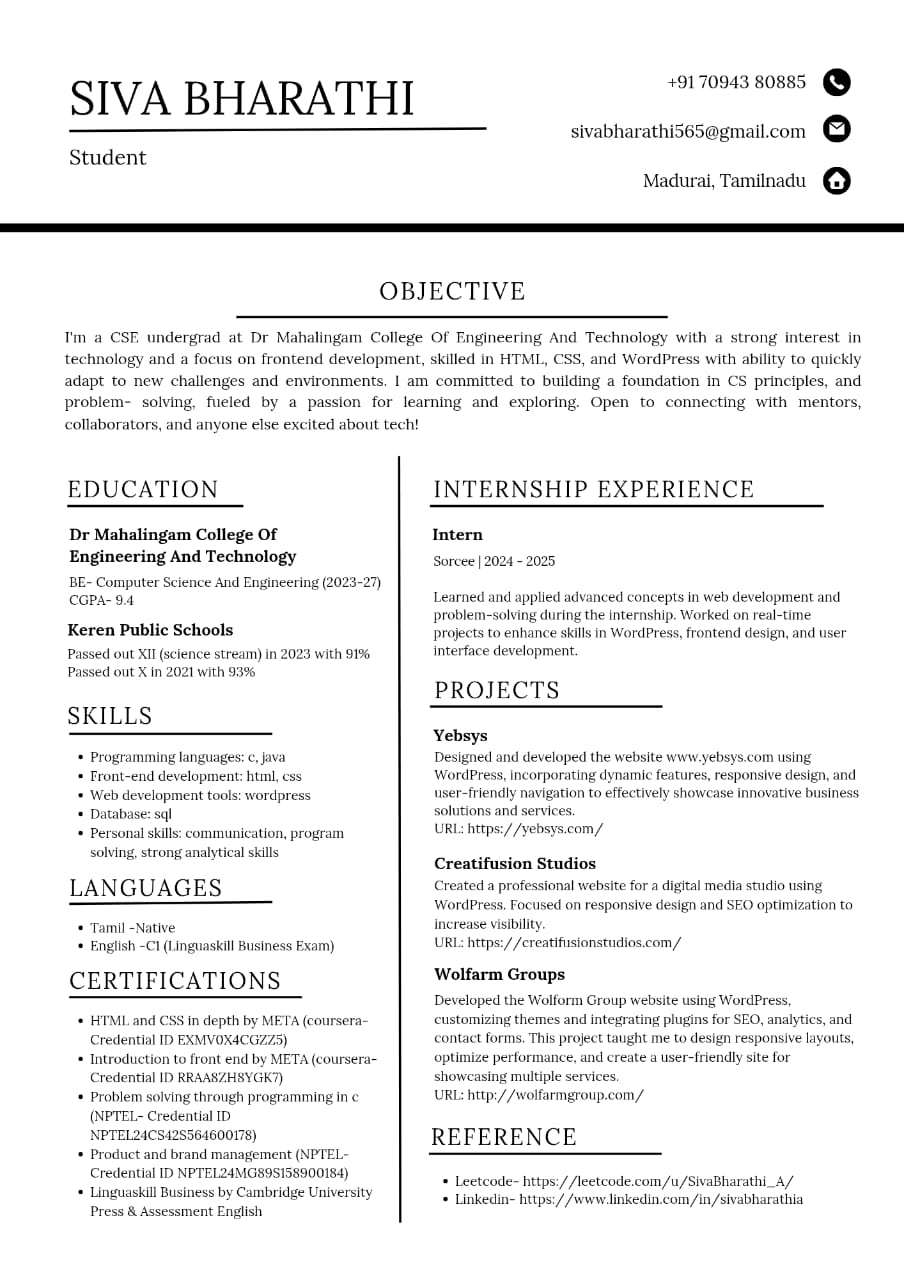 SIVA BHARATHI
Student
+91 70943 80885
sivabharathi565@gmail.com
Madurai, Tamilnadu
OBJECTIVE
I'm a CSE undergrad at Dr Mahalingam College Of Engineering And Technology with a strong interest in
technology and a focus on frontend development, skilled in HTML, CSS, and WordPress with ability to quickly
adapt to new challenges and environments. I am committed to building a foundation in CS principles, and
problem- solving, fueled by a passion for learning and exploring. Open to connecting with mentors,
collaborators, and anyone else excited about tech!
EDUCATION
Dr Mahalingam College Of
Engineering And Technology
BE- Computer Science And Engineering (2023-27)
CGPA- 9.4
Keren Public Schools
Passed out XII (science stream) in 2023 with 91%
Passed out X in 2021 with 93%
SKILLS
• Programming languages: c, java
• Front-end development: html, css
• Web development tools: wordpress
• Database: sql
• Personal skills: communication, program
solving, strong analytical skills
LANGUAGES
• Tamil -Native
• English -C1 (Linguaskill Business Exam)
CERTIFICATIONS
• HTML and CSS in depth by META (coursera-
Credential ID EXMV0X4CGZZ5)
• Introduction to front end by META (coursera-
Credential ID RRAA8ZH8YGK7)
• Problem solving through programming in c
(NPTEL- Credential ID
NPTEL24CS42S564600178)
• Product and brand management (NPTEL-
Credential ID NPTEL24MG89S158900184)
• Linguaskill Business by Cambridge University
Press & Assessment English
INTERNSHIP EXPERIENCE
Intern
Sorcee | 2024 - 2025
Learned and applied advanced concepts in web development and
problem-solving during the internship. Worked on real-time
projects to enhance skills in WordPress, frontend design, and user
interface development.
PROJECTS
Yebsys
Designed and developed the website www.yebsys.com using
WordPress, incorporating dynamic features, responsive design, and
user-friendly navigation to effectively showcase innovative business
solutions and services.
URL: https://yebsys.com/
Creatifusion Studios
Created a professional website for a digital media studio using
WordPress. Focused on responsive design and SEO optimization to
increase visibility.
URL: https://creatifusionstudios.com/
Wolfarm Groups
Developed the Wolform Group website using WordPress,
customizing themes and integrating plugins for SEO, analytics, and
contact forms. This project taught me to design responsive layouts,
optimize performance, and create a user-friendly site for
showcasing multiple services.
URL: http://wolfarmgroup.com/
REFERENCE
• Leetcode- https://leetcode.com/u/SivaBharathi_A/
• Linkedin- https://www.linkedin.com/in/sivabharathia